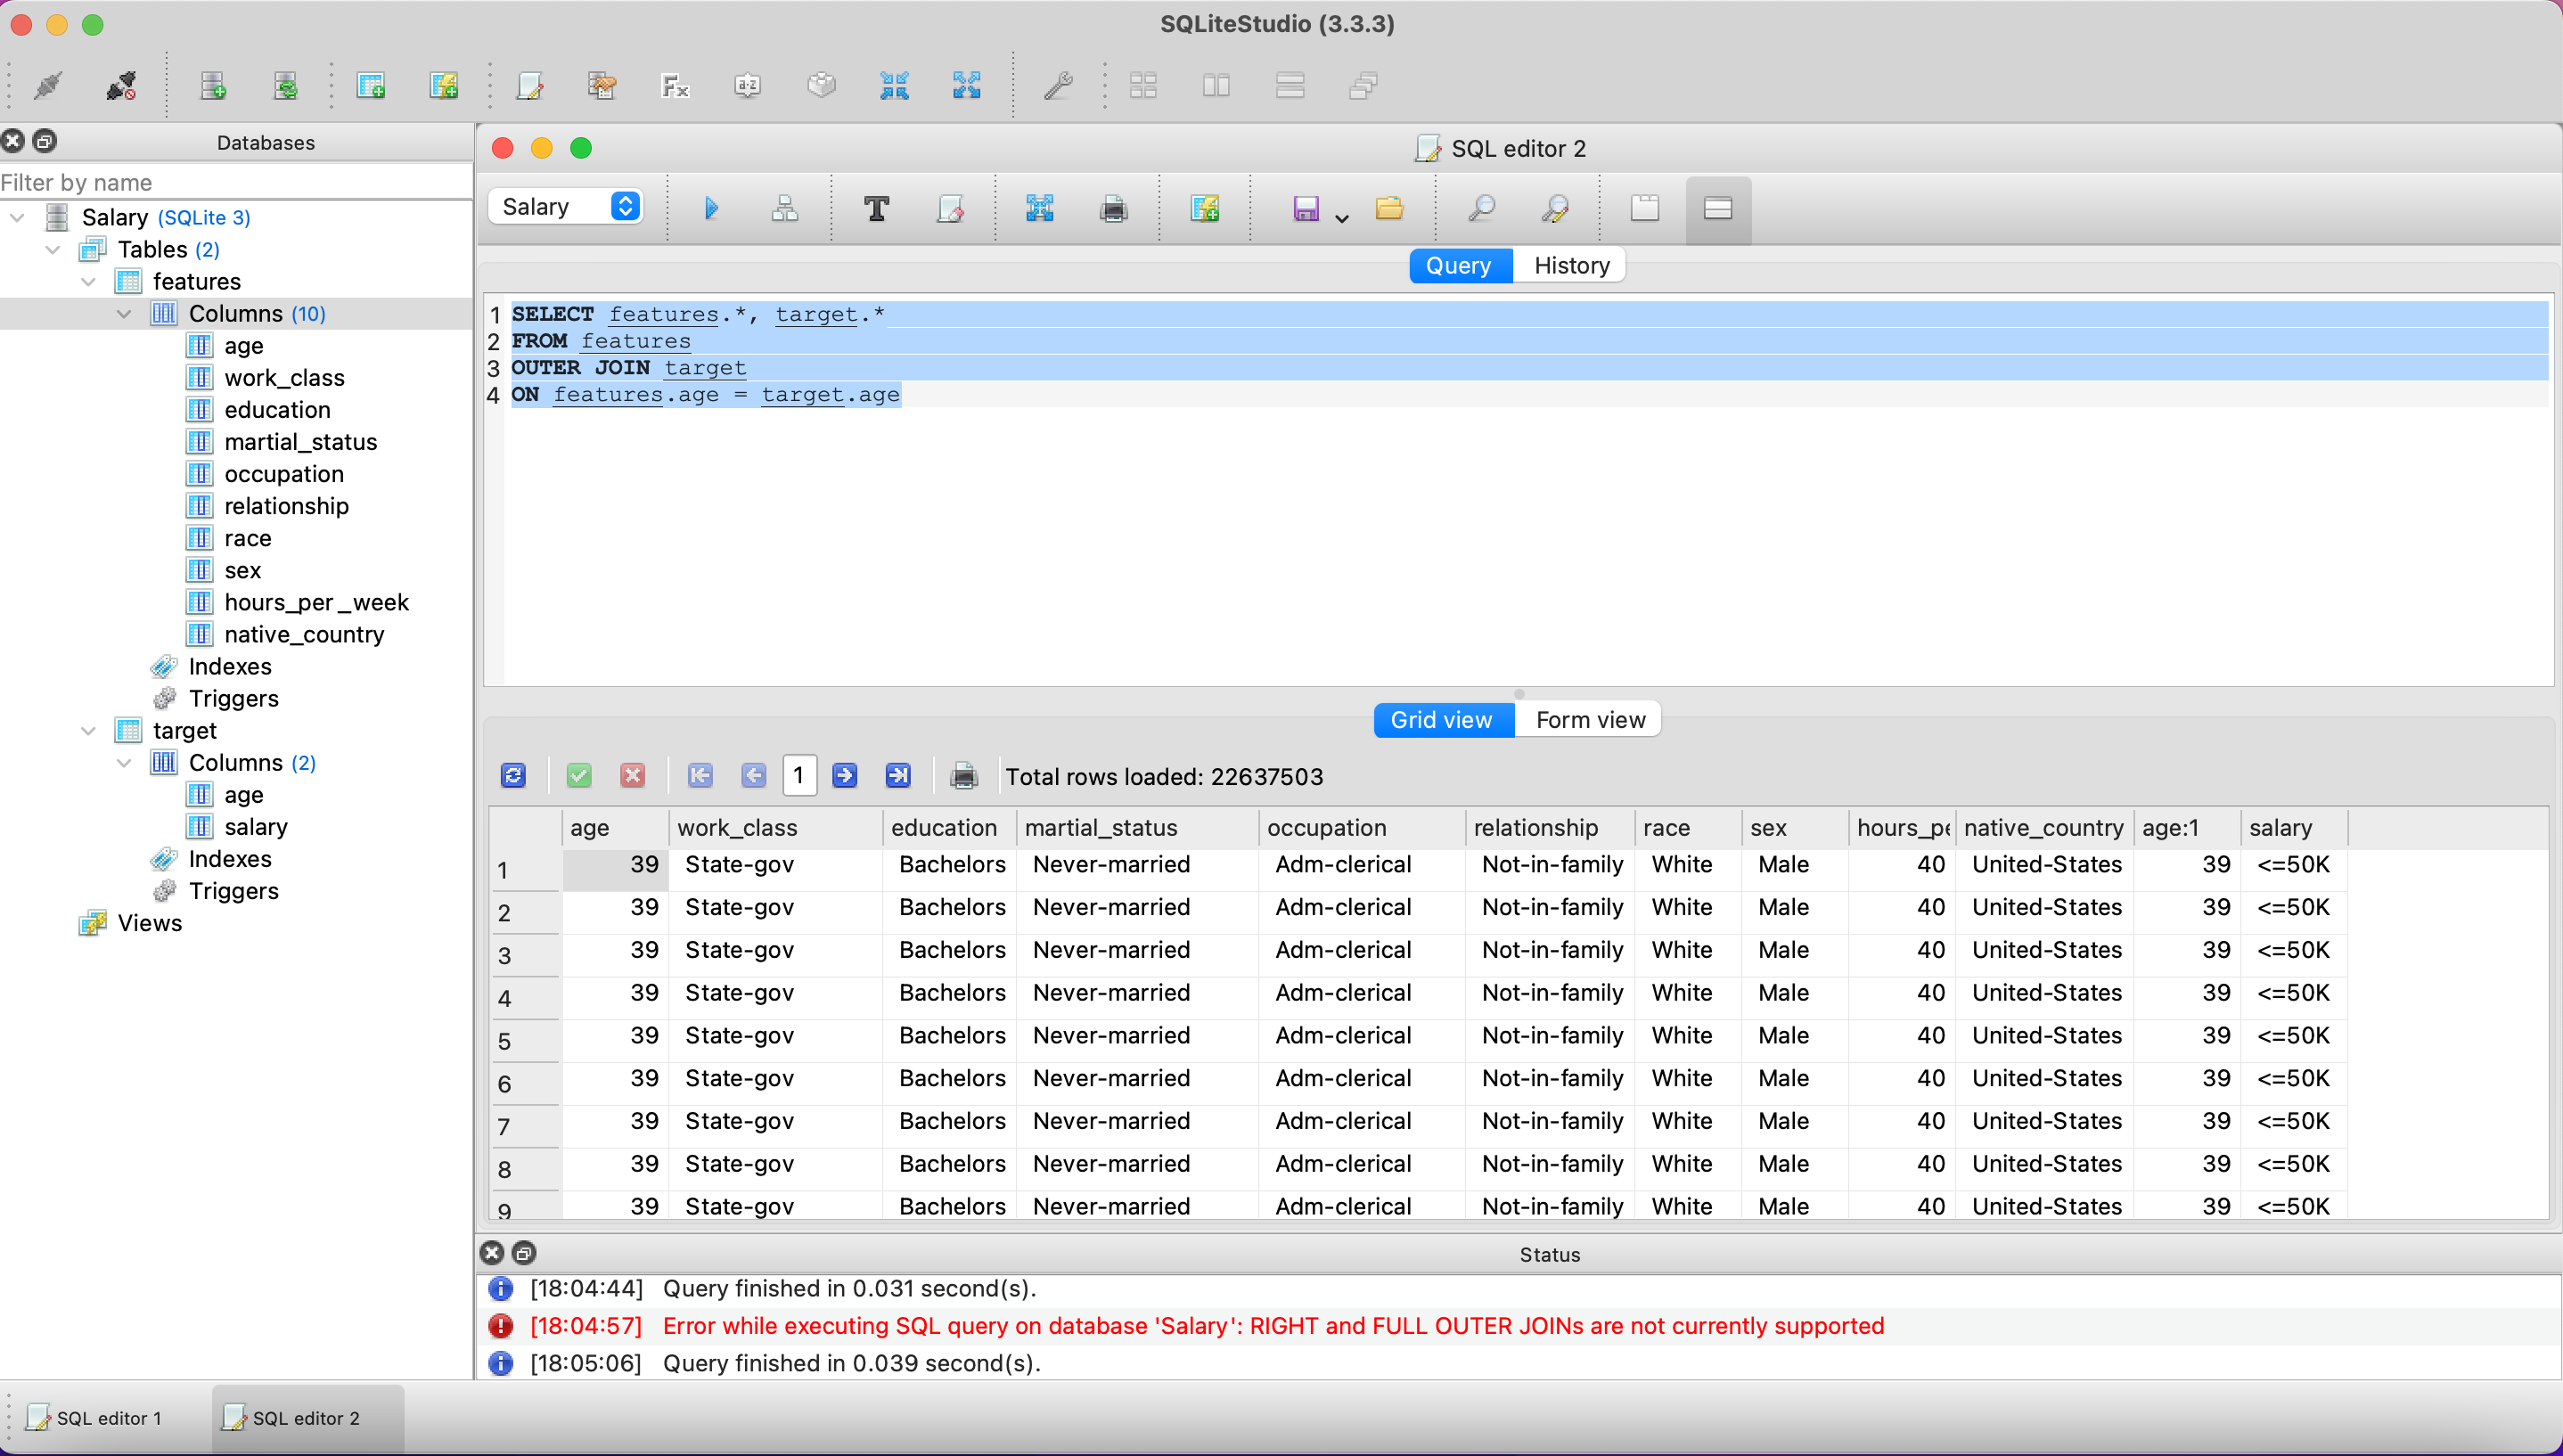 SQLiteStudio (3.3.3)
Fx
a·z
Databases
Filter by name
Salary (SQLite 3)
Tables (2)
features
Columns (10)
age
work_class
education
martial_status
occupation
relationship
race
sex
hours_per_week
native_country
Indexes
Triggers
target
Columns (2)
age
salary
Indexes
Triggers
Views
SQL editor 2
Salary
T
Query History
1 SELECT features.*, target.*
2 FROM features
3 OUTER JOIN target
4 ON features.age = target.age
Grid view Form view
1 Total rows loaded: 22637503
age work_class education martial_status occupation relationship race sex hours_pe native_country age:1 salary
1 39 State-gov Bachelors Never-married Adm-clerical Not-in-family White Male 40 United-States 39 <=50K
2 39 State-gov Bachelors Never-married Adm-clerical Not-in-family White Male 40 United-States 39 <=50K
3 39 State-gov Bachelors Never-married Adm-clerical Not-in-family White Male 40 United-States 39 <=50K
4 39 State-gov Bachelors Never-married Adm-clerical Not-in-family White Male 40 United-States 39 <=50K
5 39 State-gov Bachelors Never-married Adm-clerical Not-in-family White Male 40 United-States 39 <=50K
6 39 State-gov Bachelors Never-married Adm-clerical Not-in-family White Male 40 United-States 39 <=50K
7 39 State-gov Bachelors Never-married Adm-clerical Not-in-family White Male 40 United-States 39 <=50K
8 39 State-gov Bachelors Never-married Adm-clerical Not-in-family White Male 40 United-States 39 <=50K
9 39 State-gov Bachelors Never-married Adm-clerical Not-in-family White Male 40 United-States 39 <=50K
Status
[18:04:44] Query finished in 0.031 second(s).
[18:04:57] Error while executing SQL query on database 'Salary': RIGHT and FULL OUTER JOINs are not currently supported
[18:05:06] Query finished in 0.039 second(s).
SQL editor 1 SQL editor 2